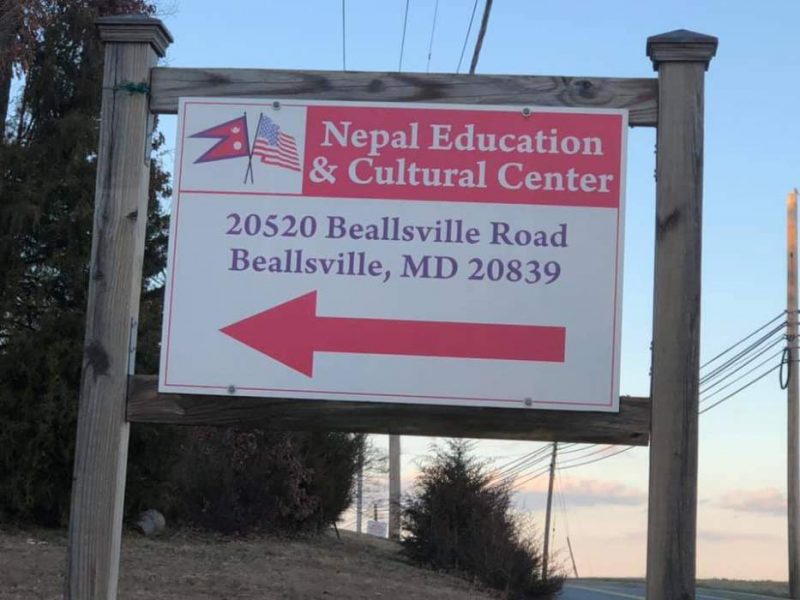 Nepal Education
& Cultural Center
20520 Beallsville Road
Beallsville, MD 20839